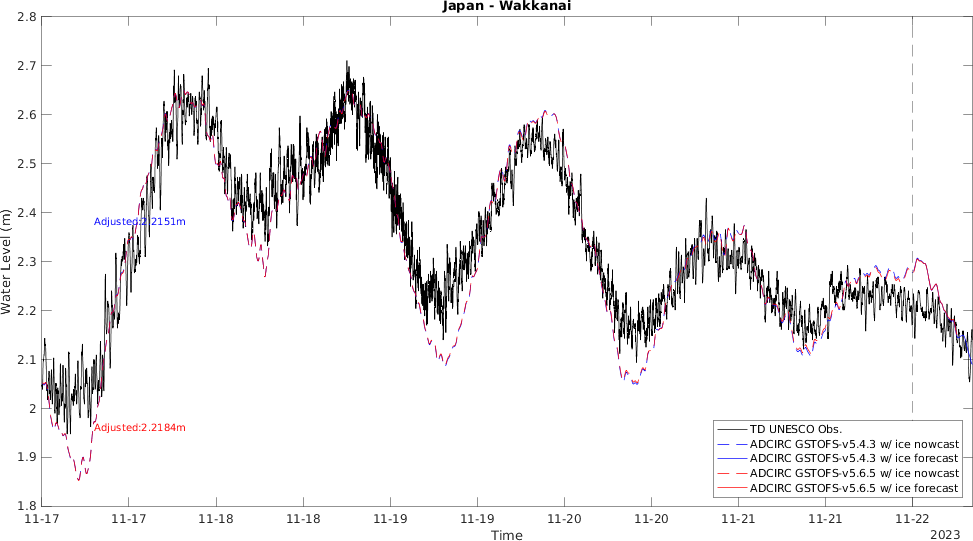 Japan - Wakkanai
2.8
2.7
2.6
2.5
2.4
2.3
2.2
2.1
2
1.9
1.8
Water Level (m)
Adjusted:2.2151m
Adjusted:2.2184m
TD UNESCO Obs.
ADCIRC GSTOFS-v5.4.3 w/ ice nowcast
ADCIRC GSTOFS-v5.4.3 w/ ice forecast
ADCIRC GSTOFS-v5.6.5 w/ ice nowcast
ADCIRC GSTOFS-v5.6.5 w/ ice forecast
11-17 11-17 11-18 11-18 11-19 11-19 11-20 11-20 11-21 11-21 11-22
Time
2023